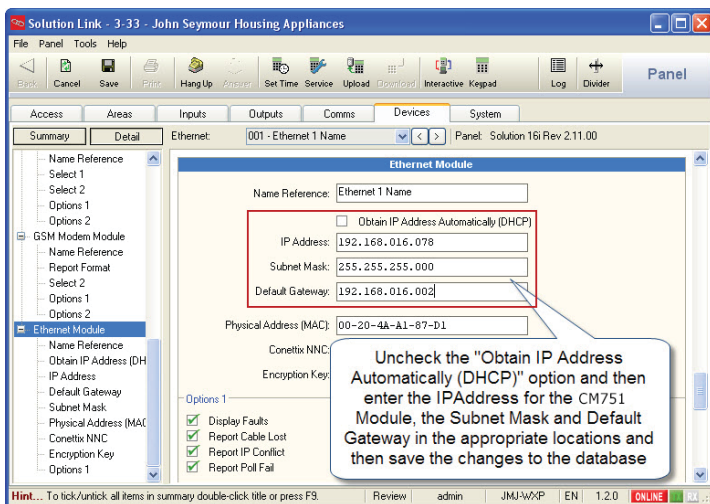 Solution Link - 3-33 - John Seymour Housing Appliances
File Panel Tools Help
Back Cancel Save Print Hang Up Answer Set Time Service Upload Download Interactive Keypad Log Divider Panel
Access Areas Inputs Outputs Comms Devices System
Summary Detail Ethernet: 001 - Ethernet 1 Name < > Panel: Solution 16i Rev 2.11.00
Name Reference
Select 1
Select 2
Options 1
Options 2
GSM Modem Module
Name Reference
Report Format
Select 2
Options 1
Options 2
Ethernet Module
Name Reference
Obtain IP Address (DH
IP Address
Default Gateway
Subnet Mask
Physical Address (MAC
Conettix NNC
Encryption Key
Options 1
Ethernet Module
Name Reference: Ethernet 1 Name
Obtain IP Address Automatically (DHCP)
IP Address: 192.168.016.078
Subnet Mask: 255.255.255.000
Default Gateway: 192.168.016.002
Physical Address (MAC): 00-20-4A-A1-87-D1
Conettix NNC:
Encryption Key:
Options 1
Display Faults
Report Cable Lost
Report IP Conflict
Report Poll Fail
Uncheck the "Obtain IP Address
Automatically (DHCP)" option and then
enter the IPAddress for the CM751
Module, the Subnet Mask and Default
Gateway in the appropriate locations and
then save the changes to the database
Hint... To tick/untick all items in summary double-click title or press F9. Review admin JMJ-WXP EN 1.2.0 ONLINE RX